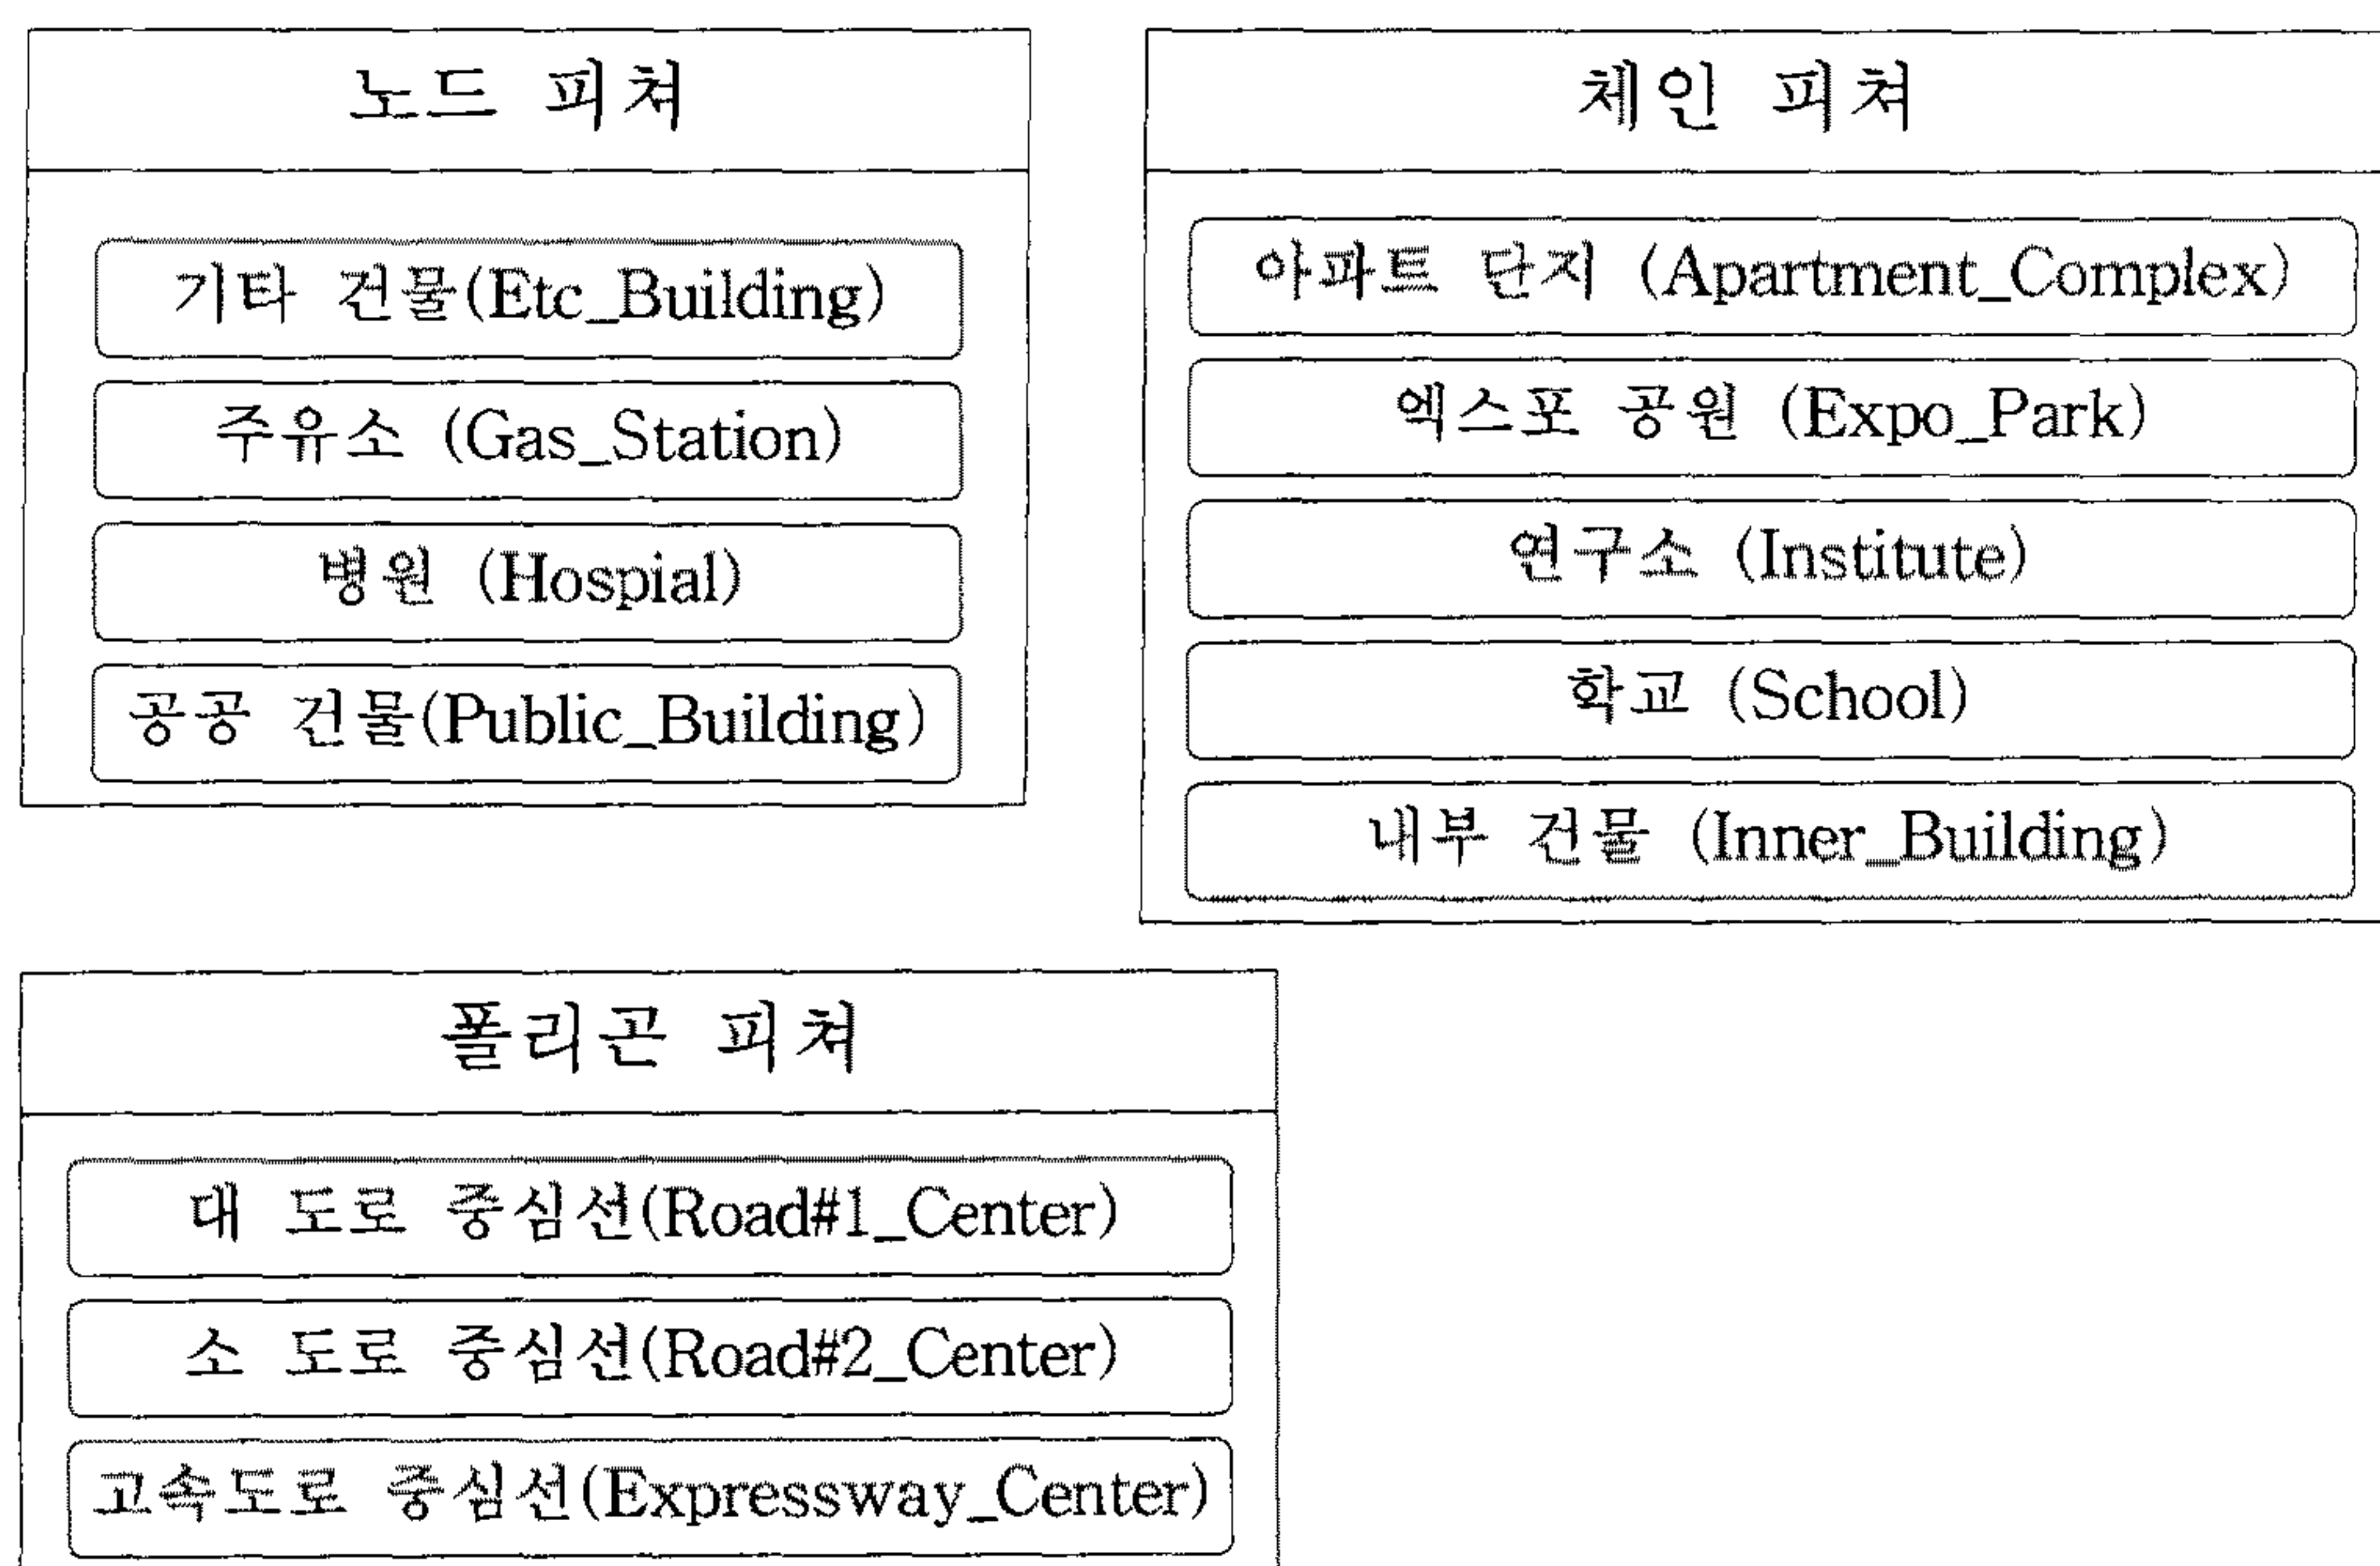 노드 피쳐
기타 건물(Etc_Building)
주유소 (Gas_Station)
병원 (Hospial)
공공 건물(Public_Building)
체인 피쳐
아파트 단지 (Apartment_Complex)
엑스포 공원 (Expo_Park)
연구소 (Institute)
학교 (School)
내부 건물 (Inner_Building)
폴리곤 피쳐
대 도로 중심선(Road#1_Center)
소 도로 중심선(Road#2_Center)
고속도로 중심선(Expressway_Center)